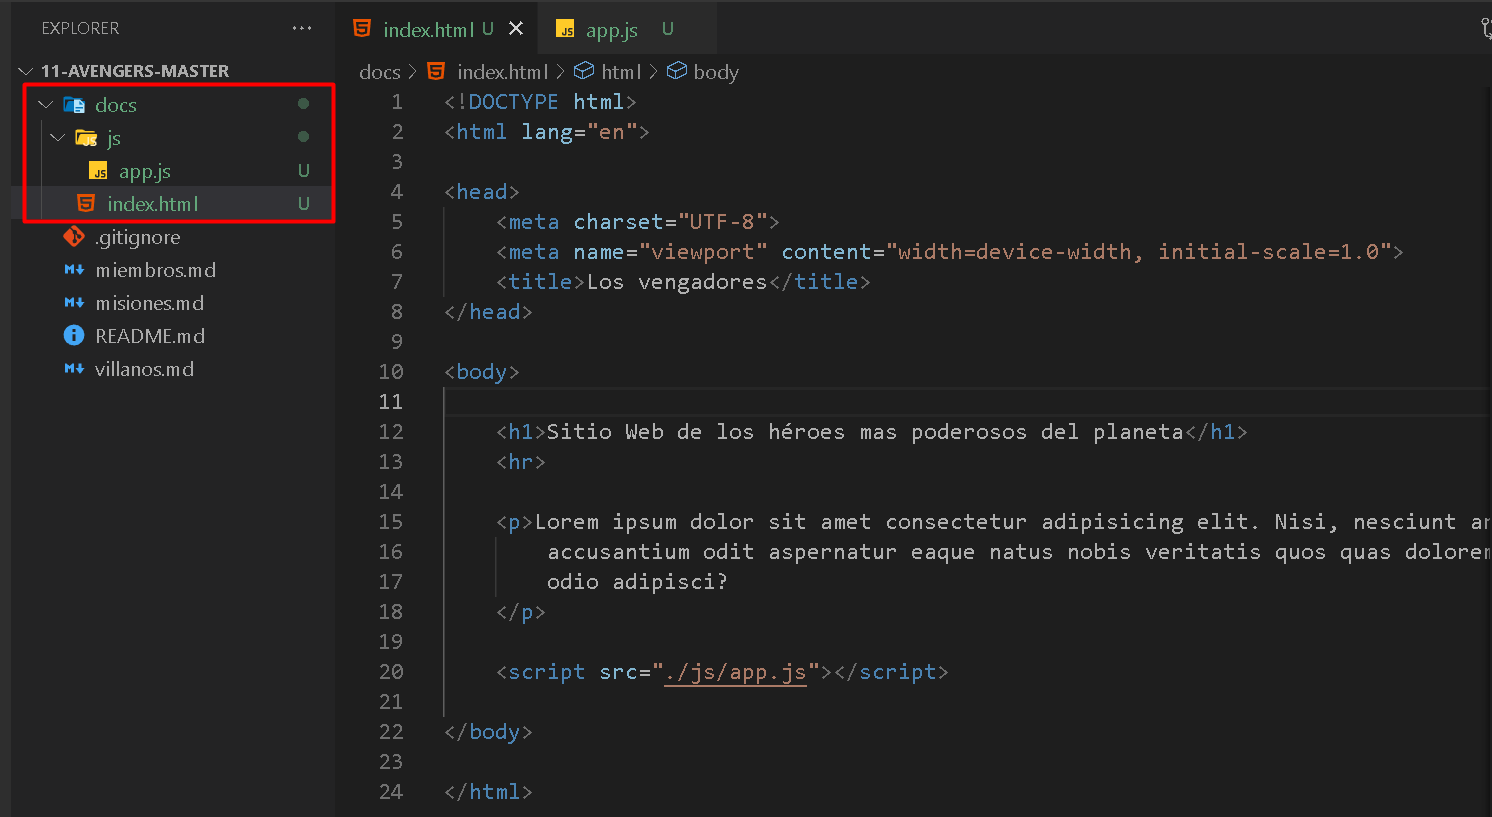 EXPLORER ...
11-AVENGERS-MASTER
docs
js
app.js U
index.html U
.gitignore
miembros.md
misiones.md
README.md
villanos.md
index.html U × app.js U
docs > index.html > html > body
1 <!DOCTYPE html>
2 <html lang="en">
3
4 <head>
5 <meta charset="UTF-8">
6 <meta name="viewport" content="width=device-width, initial-scale=1.0">
7 <title>Los vengadores</title>
8 </head>
9
10 <body>
11
12 <h1>Sitio Web de los héroes mas poderosos del planeta</h1>
13 <hr>
14
15 <p>Lorem ipsum dolor sit amet consectetur adipisicing elit. Nisi, nesciunt
16 accusantium odit aspernatur eaque natus nobis veritatis quos quas
17 odio adipisci?
18 </p>
19
20 <script src="./js/app.js"></script>
21
22 </body>
23
24 </html>